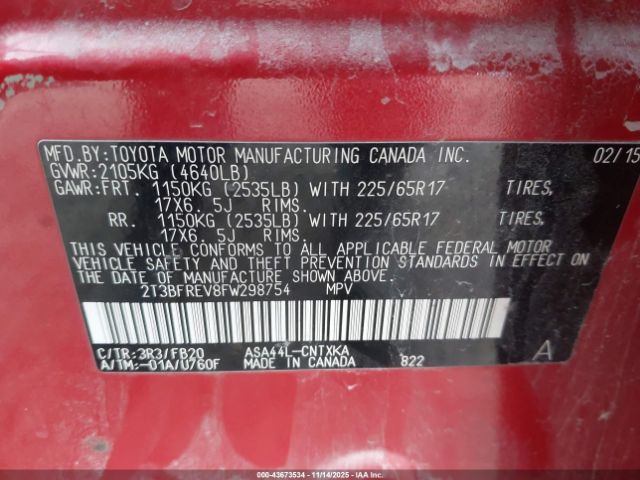 MFD.BY:TOYOTA MOTOR MANUFACTURING CANADA INC. 02/15
GVWR:2105KG (4640LB)
GAWR:FRT. 1150KG (2535LB) WITH 225/65R17 TIRES,
17X6.5J RIMS.
RR. 1150KG (2535LB) WITH 225/65R17 TIRES,
17X6.5J RIMS.
THIS VEHICLE CONFORMS TO ALL APPLICABLE FEDERAL MOTOR
VEHICLE SAFETY AND THEFT PREVENTION STANDARDS IN EFFECT ON
THE DATE OF MANUFACTURE SHOWN ABOVE.
2T3BFREV8FW298754 MPV
C/TR:3R3/FB20 ASA44L-CNTXKA A
A/TM:-01A/U760F MADE IN CANADA 822
000-43673534 | 11/14/2025 | IAAI.COM